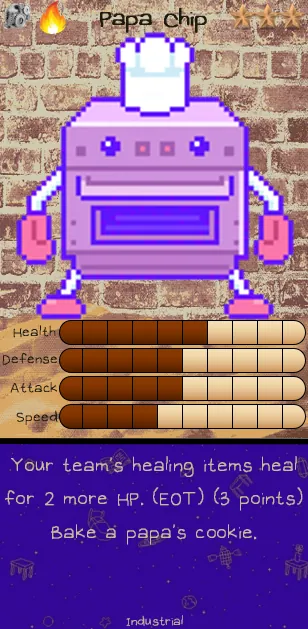 Papa Chip
Health
Defense
Attack
Speed
Your team's healing items heal
for 2 more HP. (EOT) (3 points)
Bake a papa's cookie.
Industrial